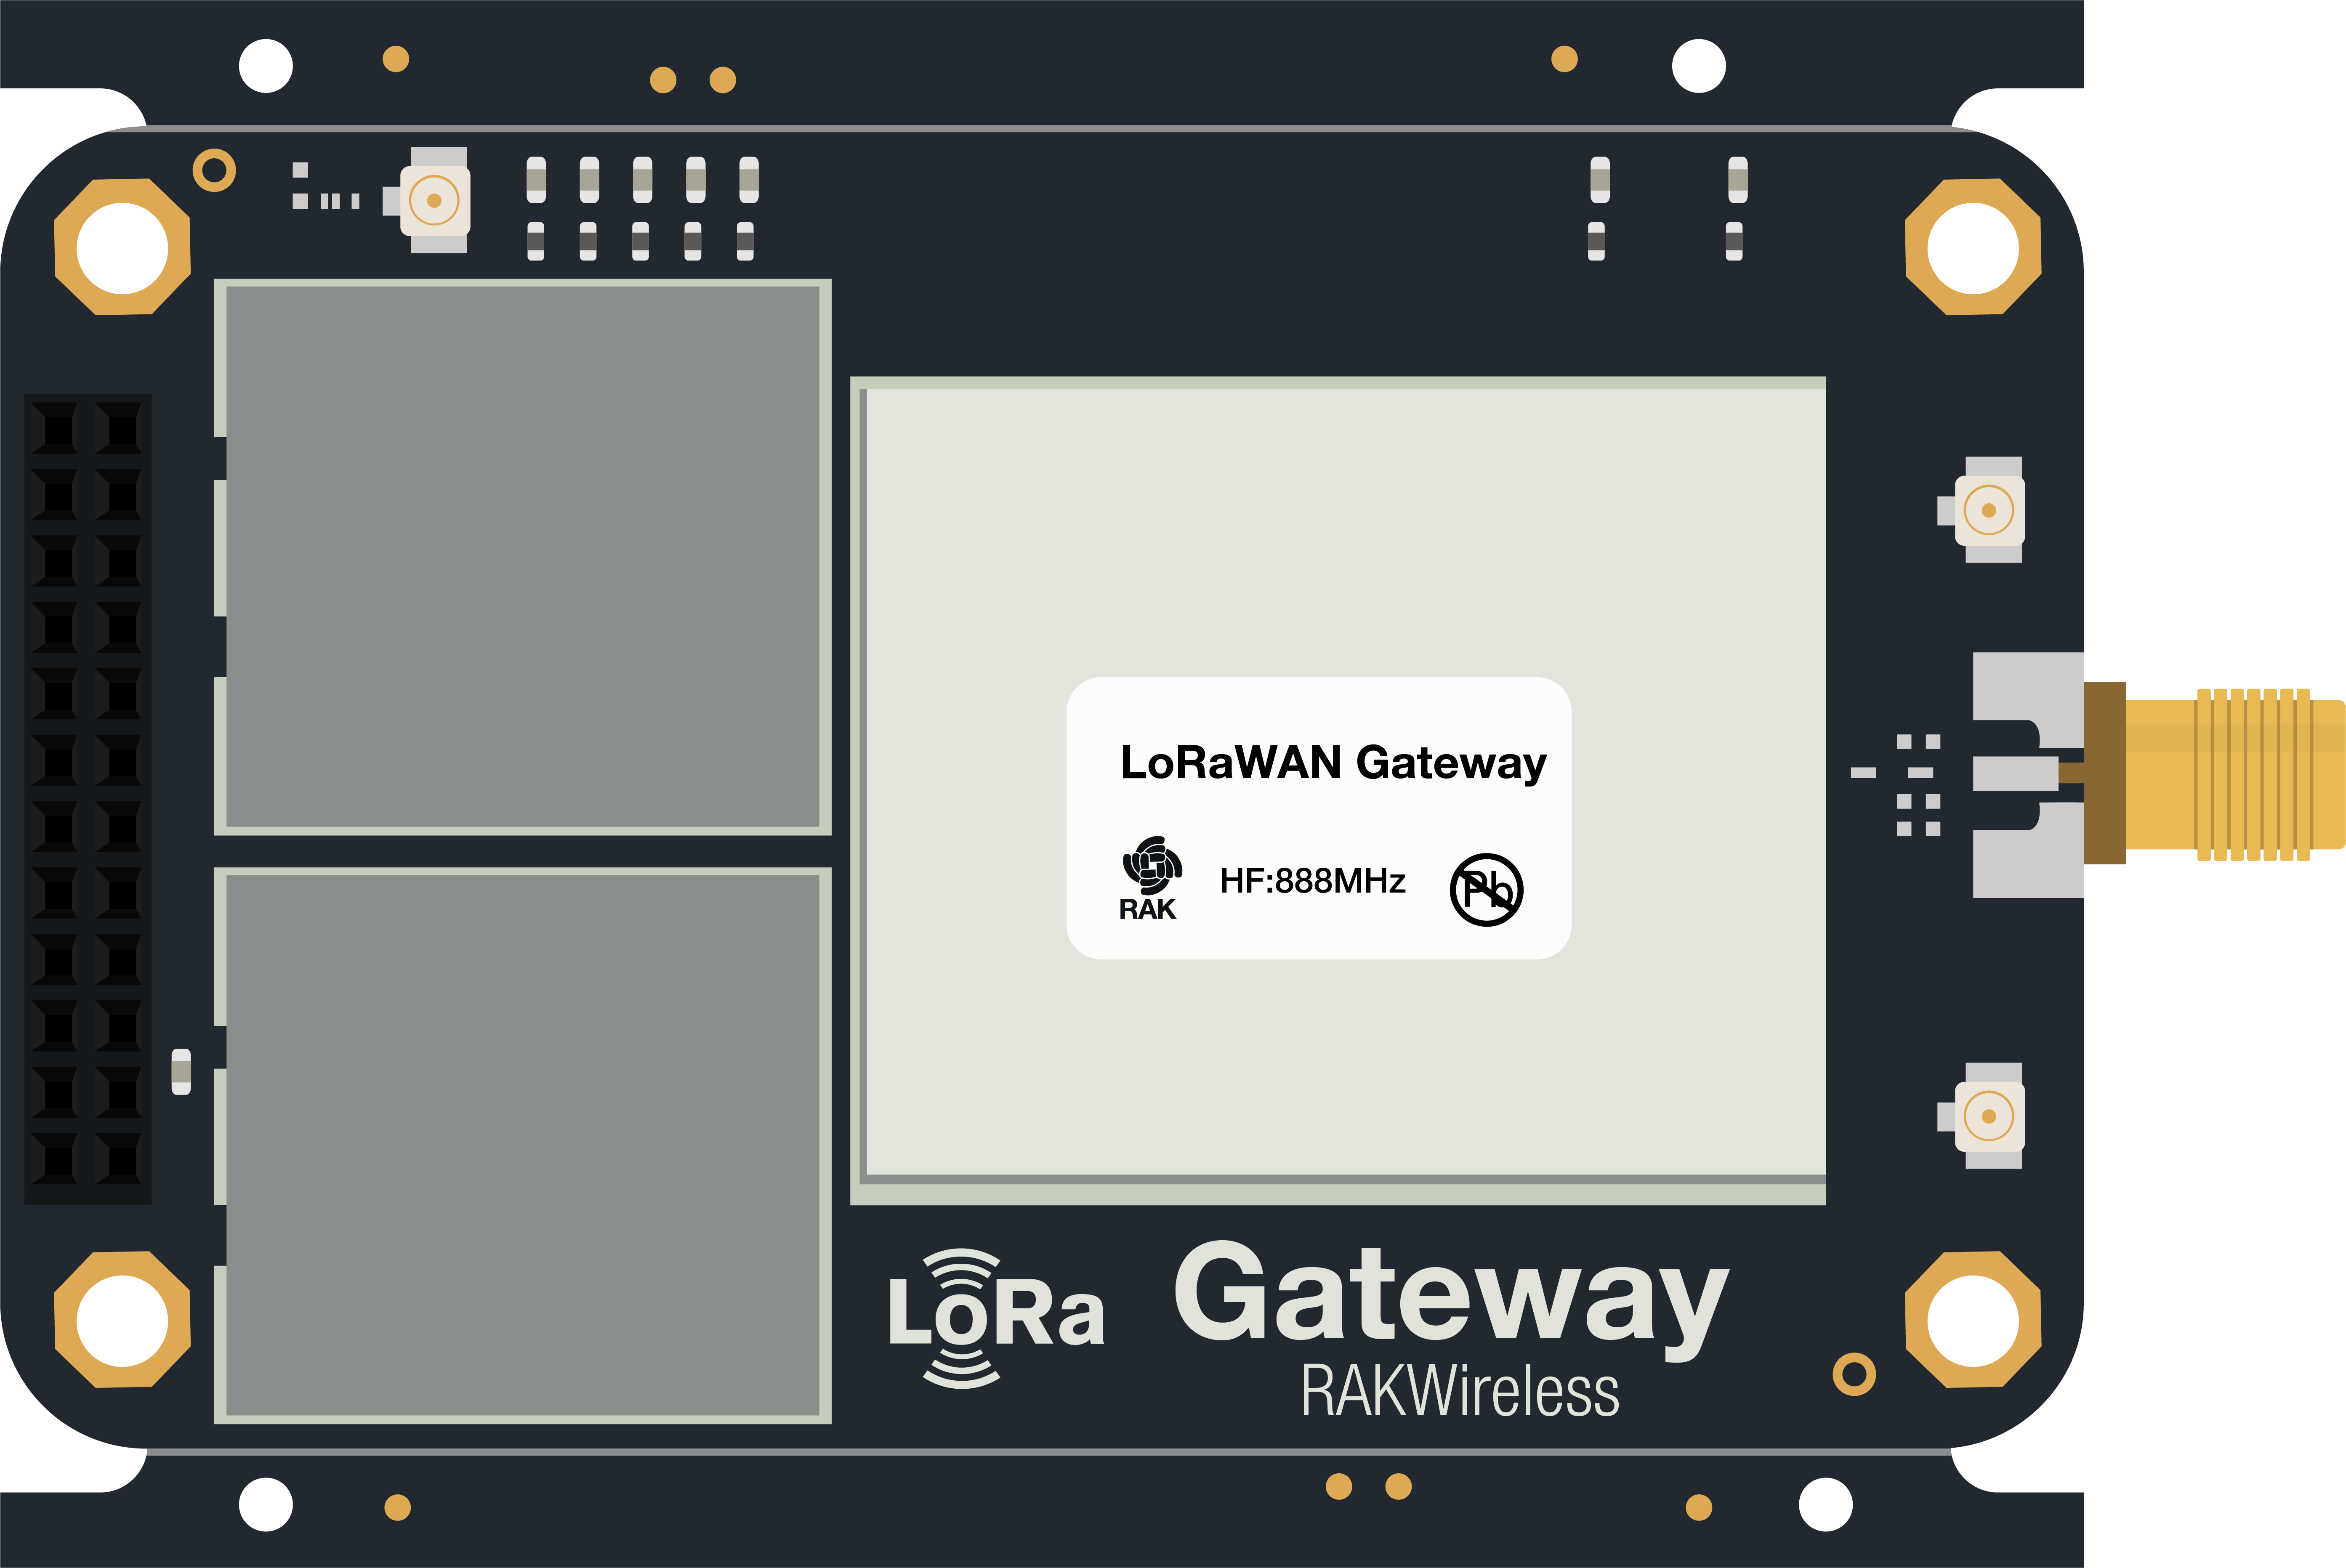 LoRaWAN Gateway
RAK
HF:888MHz
Pb
LoRa
Gateway
RAKWireless